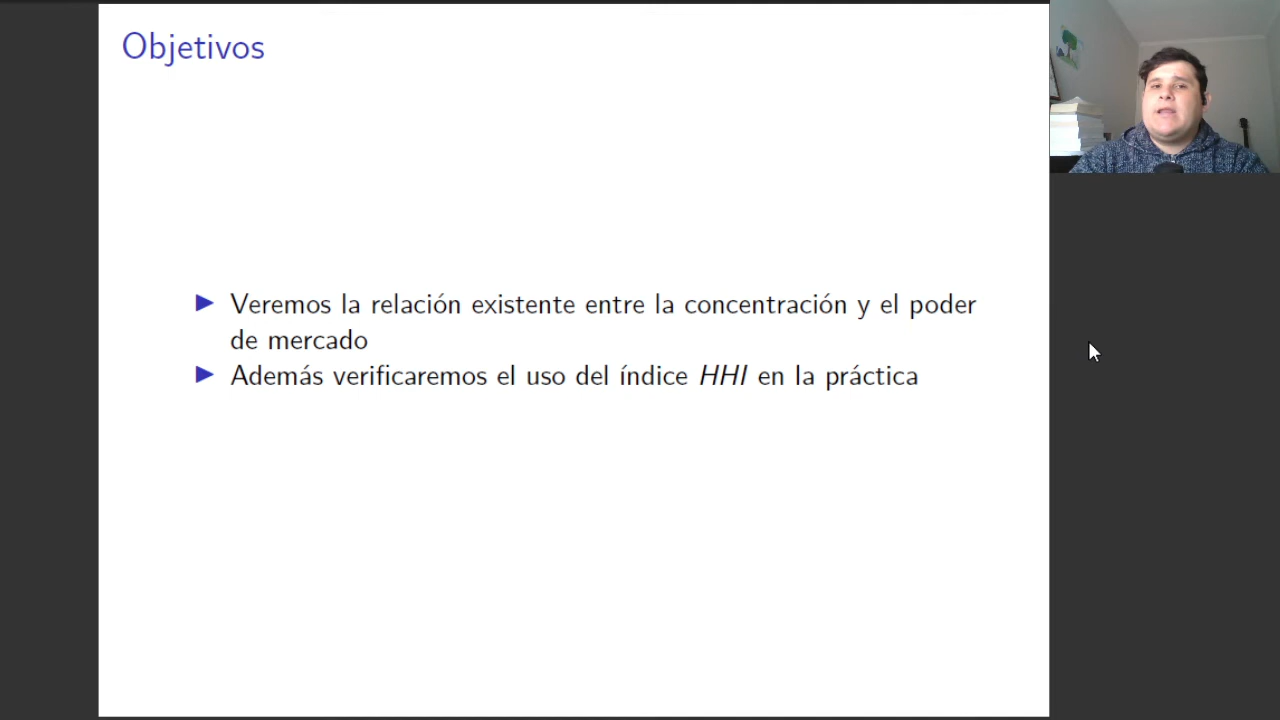 Objetivos
▶ Veremos la relación existente entre la concentración y el poder
de mercado
▶ Además verificaremos el uso del índice HHI en la práctica